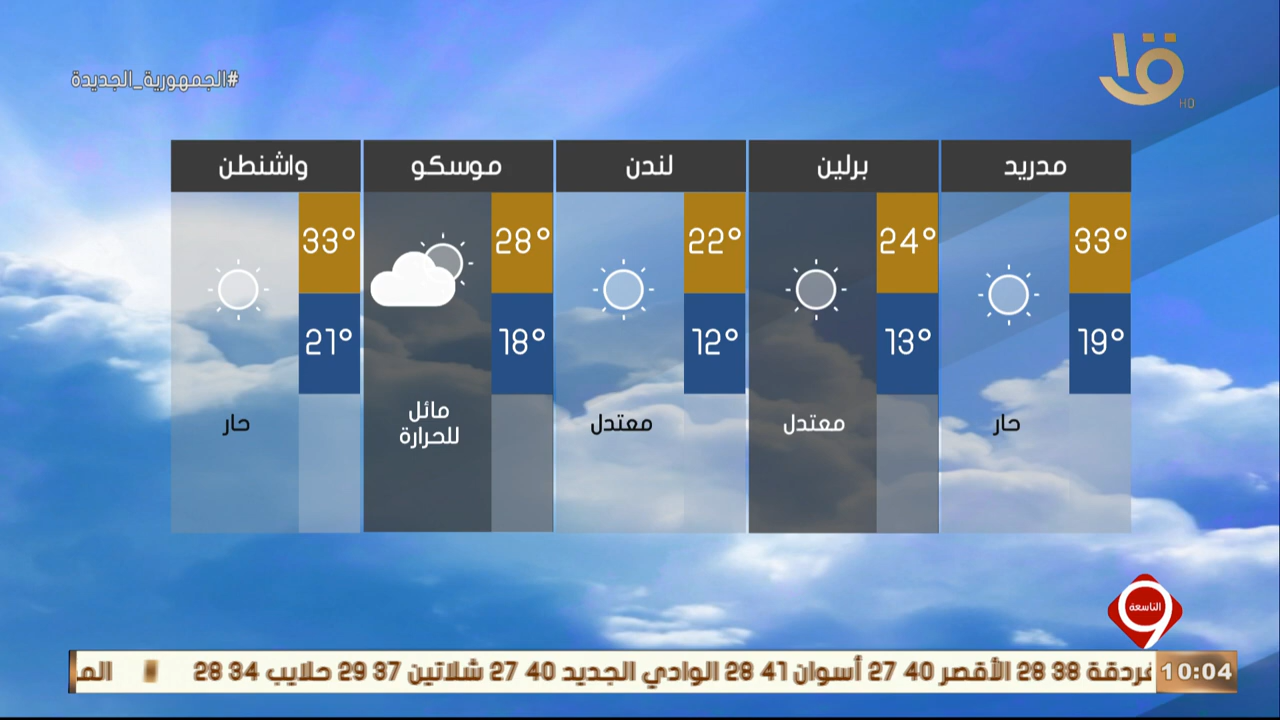 #الجمهورية_الجديدة
HD
مدريد
33°
19°
حار
برلين
24°
13°
معتدل
لندن
22°
12°
معتدل
موسكو
28°
18°
مائل
للحرارة
واشنطن
33°
21°
حار
التاسعة
9
10:04
38 28 الأقصر 40 27 أسوان 41 28 الوادي الجديد 40 27 شلاتين 37 29 حلايب 34 28